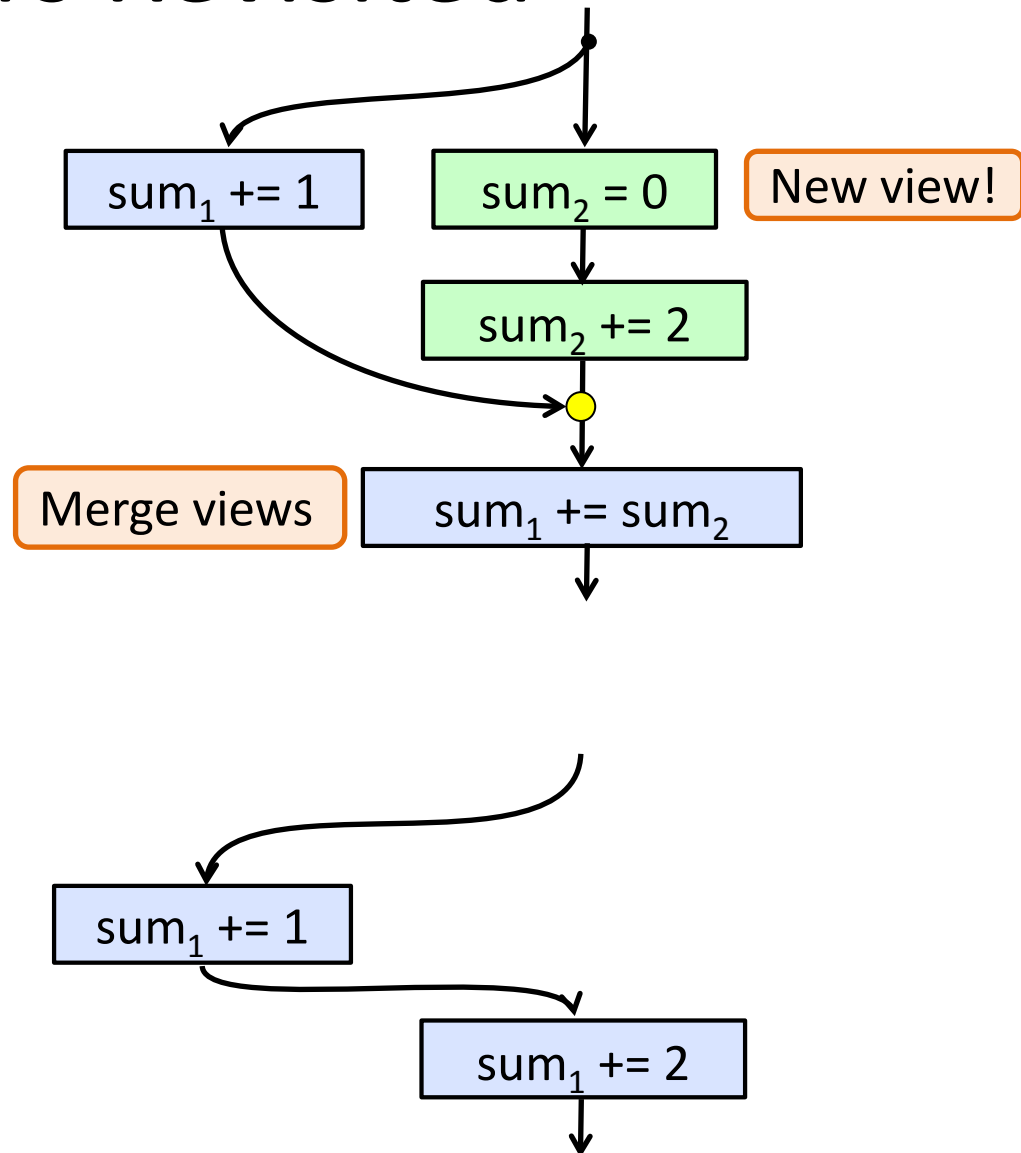 sum₁ += 1
sum₂ = 0
New view!
sum₂ += 2
Merge views
sum₁ += sum₂
sum₁ += 1
sum₁ += 2